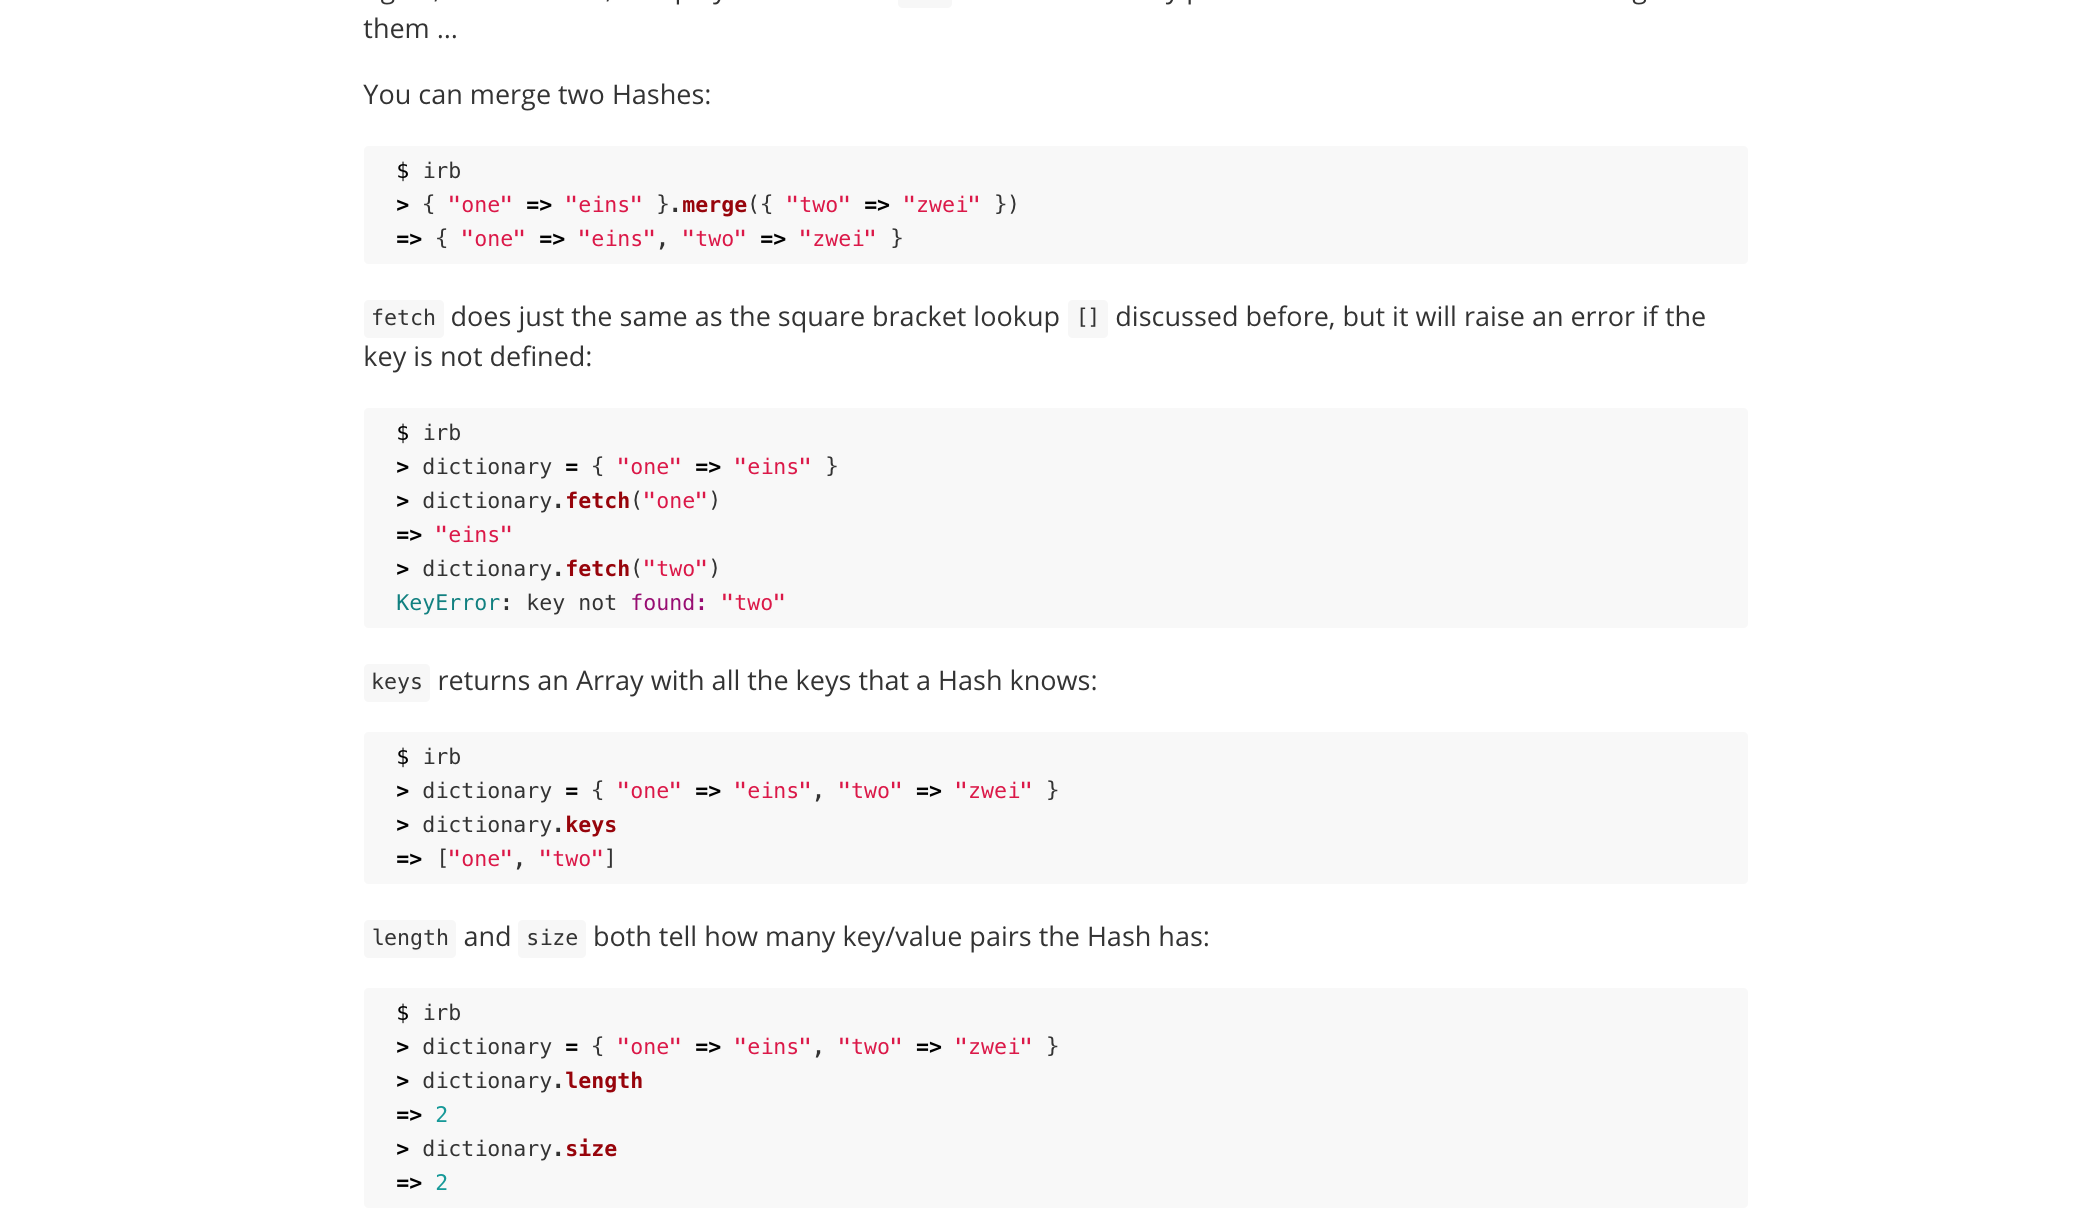 them ...
You can merge two Hashes:
$ irb
> { "one" => "eins" }.merge({ "two" => "zwei" })
=> { "one" => "eins", "two" => "zwei" }
fetch does just the same as the square bracket lookup [] discussed before, but it will raise an error if the
key is not defined:
$ irb
> dictionary = { "one" => "eins" }
> dictionary.fetch("one")
=> "eins"
> dictionary.fetch("two")
KeyError: key not found: "two"
keys returns an Array with all the keys that a Hash knows:
$ irb
> dictionary = { "one" => "eins", "two" => "zwei" }
> dictionary.keys
=> ["one", "two"]
length and size both tell how many key/value pairs the Hash has:
$ irb
> dictionary = { "one" => "eins", "two" => "zwei" }
> dictionary.length
=> 2
> dictionary.size
=> 2